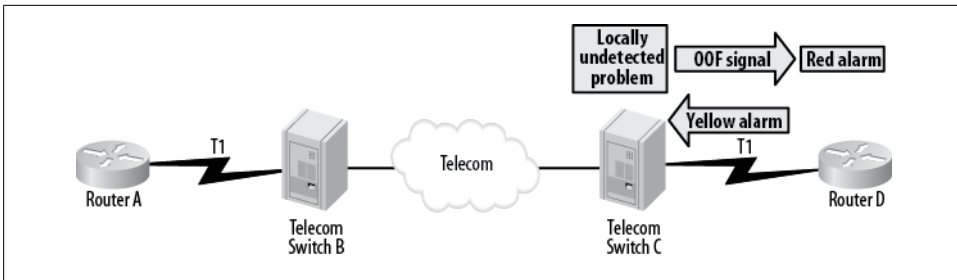 Locally
undetected
problem
OOF signal
Red alarm
Yellow alarm
T1
Telecom
T1
Router A
Telecom
Switch B
Telecom
Switch C
Router D